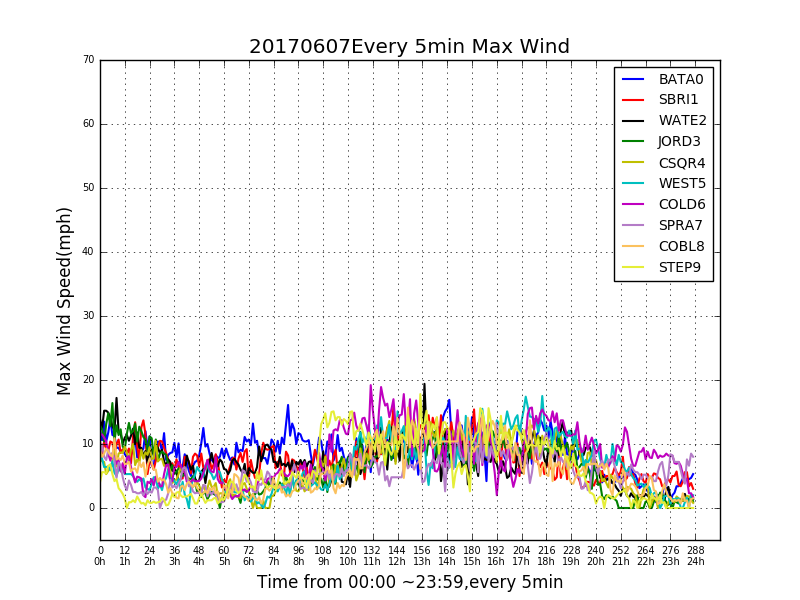 20170607Every 5min Max Wind
70
60
50
40
30
20
10
0
Max Wind Speed(mph)
BATA0
SBRI1
WATE2
JORD3
CSQR4
WEST5
COLD6
SPRA7
COBL8
STEP9
0 12 24 36 48 60 72 84 96 108 120 132 144 156 168 180 192 204 216 228 240 252 264 276 288
0h 1h 2h 3h 4h 5h 6h 7h 8h 9h 10h 11h 12h 13h 14h 15h 16h 17h 18h 19h 20h 21h 22h 23h 24h
Time from 00:00 ~23:59,every 5min